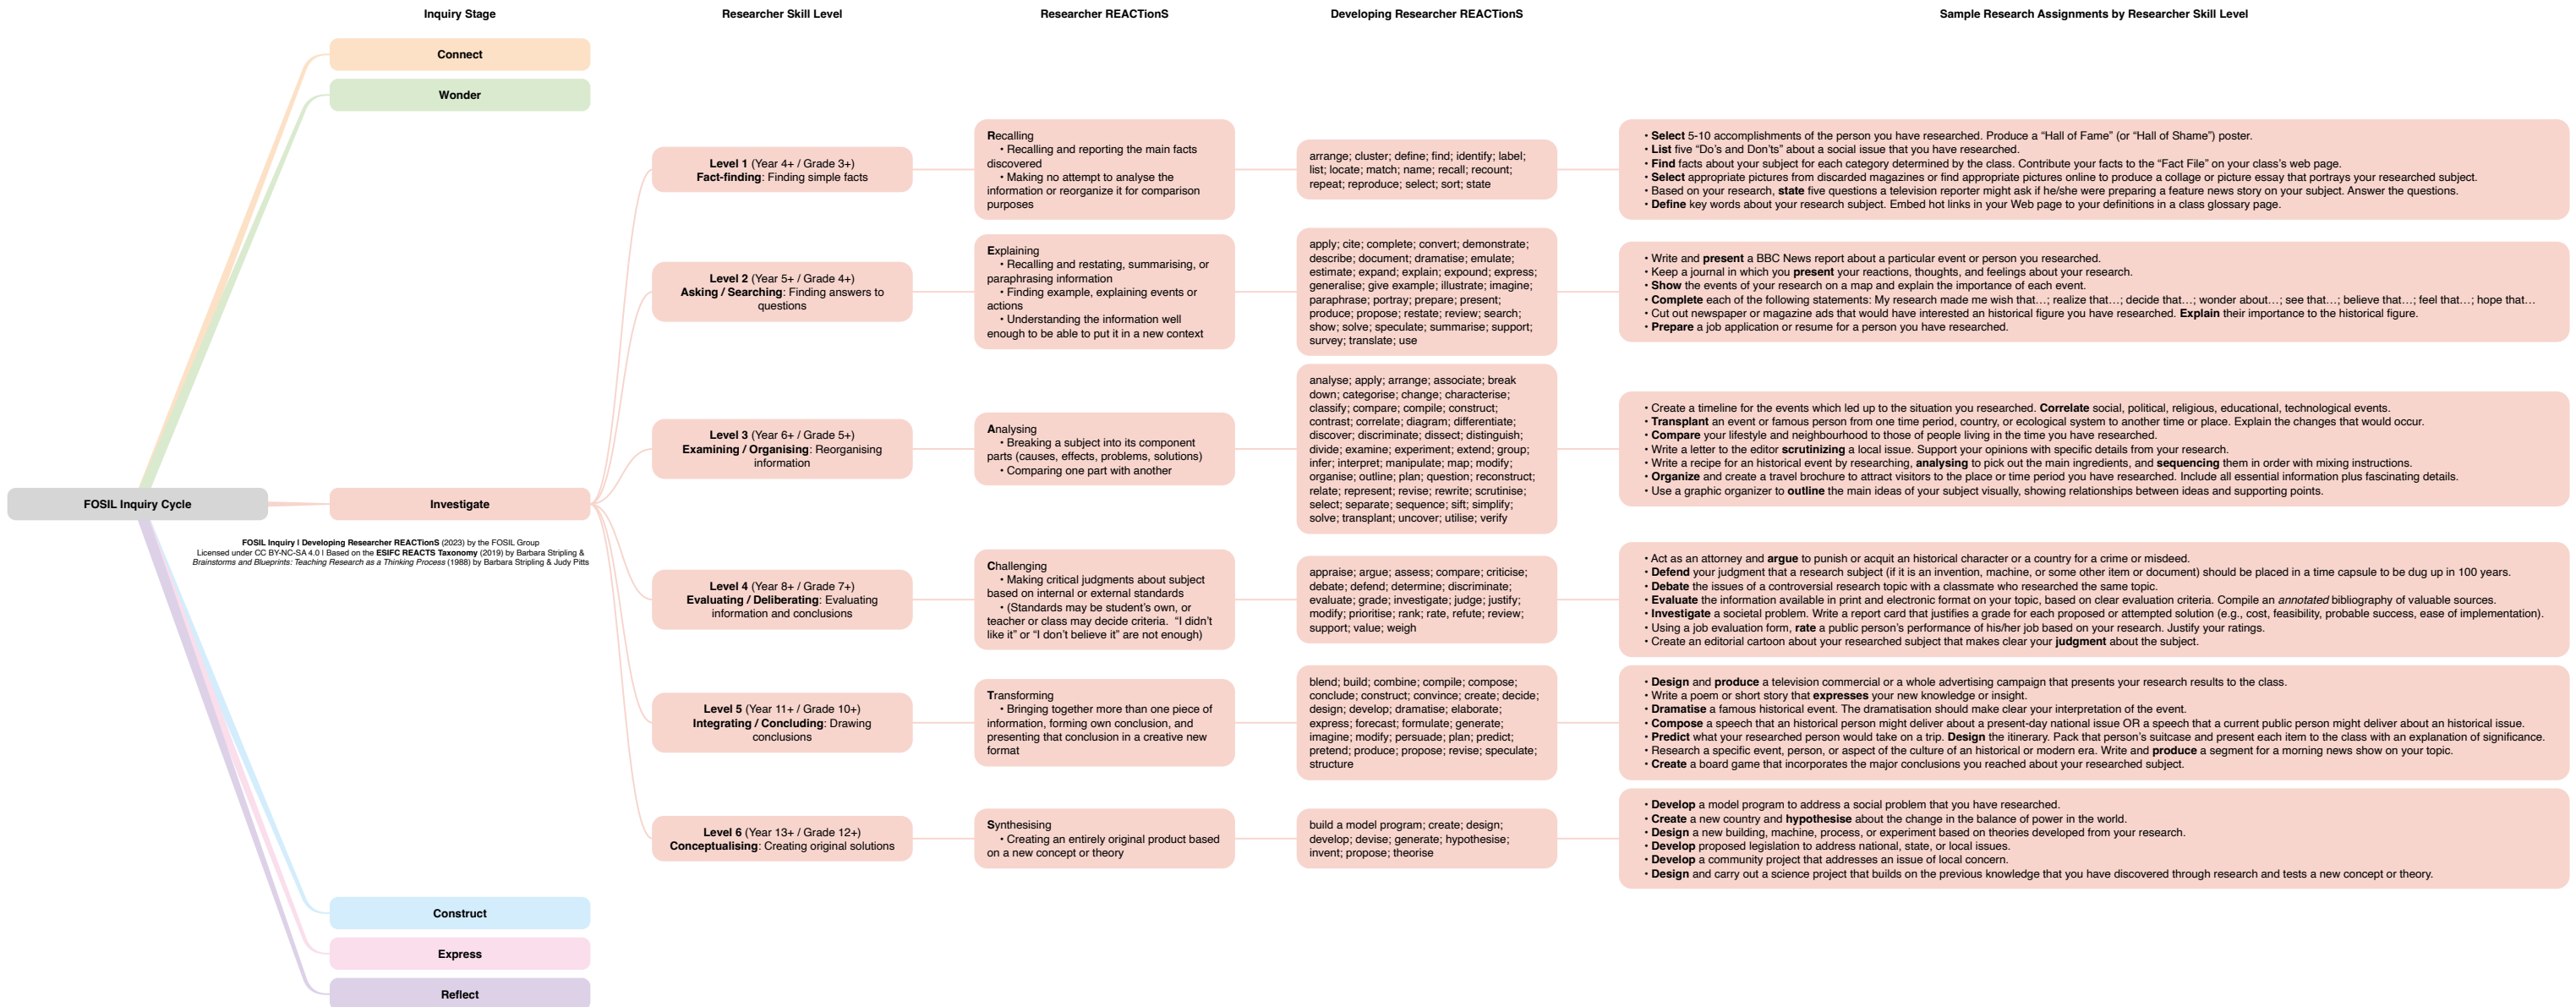 Inquiry Stage
Researcher Skill Level
Researcher REACTionS
Developing Researcher REACTionS
Sample Research Assignments by Researcher Skill Level
FOSIL Inquiry Cycle
Connect
Wonder
Investigate
FOSIL Inquiry | Developing Researcher REACTionS (2023) by the FOSIL Group
Licensed under CC BY-NC-SA 4.0 | Based on the ESIFC REACTS Taxonomy (2019) by Barbara Stripling &
Brainstorms and Blueprints: Teaching Research as a Thinking Process (1988) by Barbara Stripling & Judy Pitts
Level 1 (Year 4+ / Grade 3+)
Fact-finding: Finding simple facts
Recalling
• Recalling and reporting the main facts
discovered
• Making no attempt to analyse the
information or reorganize it for comparison
purposes
arrange; cluster; define; find; identify; label;
list; locate; match; name; recall; recount;
repeat; reproduce; select; sort; state
• Select 5-10 accomplishments of the person you have researched. Produce a “Hall of Fame” (or “Hall of Shame”) poster.
• List five “Do’s and Don’ts” about a social issue that you have researched.
• Find facts about your subject for each category determined by the class. Contribute your facts to the “Fact File” on your class’s web page.
• Select appropriate pictures from discarded magazines or find appropriate pictures online to produce a collage or picture essay that portrays your researched subject.
• Based on your research, state five questions a television reporter might ask if he/she were preparing a feature news story on your subject. Answer the questions.
• Define key words about your research subject. Embed hot links in your Web page to your definitions in a class glossary page.
Level 2 (Year 5+ / Grade 4+)
Asking / Searching: Finding answers to
questions
Explaining
• Recalling and restating, summarising, or
paraphrasing information
• Finding example, explaining events or
actions
• Understanding the information well
enough to be able to put it in a new context
apply; cite; complete; convert; demonstrate;
describe; document; dramatise; emulate;
estimate; expand; explain; expound; express;
generalise; give example; illustrate; imagine;
paraphrase; portray; prepare; present;
produce; propose; restate; review; search;
show; solve; speculate; summarise; support;
survey; translate; use
• Write and present a BBC News report about a particular event or person you researched.
• Keep a journal in which you present your reactions, thoughts, and feelings about your research.
• Show the events of your research on a map and explain the importance of each event.
• Complete each of the following statements: My research made me wish that…; realize that…; decide that…; wonder about…; see that…; believe that…; feel that…; hope that…
• Cut out newspaper or magazine ads that would have interested an historical figure you have researched. Explain their importance to the historical figure.
• Prepare a job application or resume for a person you have researched.
Level 3 (Year 6+ / Grade 5+)
Examining / Organising: Reorganising
information
Analysing
• Breaking a subject into its component
parts (causes, effects, problems, solutions)
• Comparing one part with another
analyse; apply; arrange; associate; break
down; categorise; change; characterise;
classify; compare; compile; construct;
contrast; correlate; diagram; differentiate;
discover; discriminate; dissect; distinguish;
divide; examine; experiment; extend; group;
infer; interpret; manipulate; map; modify;
organise; outline; plan; question; reconstruct;
relate; represent; revise; rewrite; scrutinise;
select; separate; sequence; sift; simplify;
solve; transplant; uncover; utilise; verify
• Create a timeline for the events which led up to the situation you researched. Correlate social, political, religious, educational, technological events.
• Transplant an event or famous person from one time period, country, or ecological system to another time or place. Explain the changes that would occur.
• Compare your lifestyle and neighbourhood to those of people living in the time you have researched.
• Write a letter to the editor scrutinizing a local issue. Support your opinions with specific details from your research.
• Write a recipe for an historical event by researching, analysing to pick out the main ingredients, and sequencing them in order with mixing instructions.
• Organize and create a travel brochure to attract visitors to the place or time period you have researched. Include all essential information plus fascinating details.
• Use a graphic organizer to outline the main ideas of your subject visually, showing relationships between ideas and supporting points.
Level 4 (Year 8+ / Grade 7+)
Evaluating / Deliberating: Evaluating
information and conclusions
Challenging
• Making critical judgments about subject
based on internal or external standards
• (Standards may be student’s own, or
teacher or class may decide criteria. “I didn’t
like it” or “I don’t believe it” are not enough)
appraise; argue; assess; compare; criticise;
debate; defend; determine; discriminate;
evaluate; grade; investigate; judge; justify;
modify; prioritise; rank; rate, refute; review;
support; value; weigh
• Act as an attorney and argue to punish or acquit an historical character or a country for a crime or misdeed.
• Defend your judgment that a research subject (if it is an invention, machine, or some other item or document) should be placed in a time capsule to be dug up in 100 years.
• Debate the issues of a controversial research topic with a classmate who researched the same topic.
• Evaluate the information available in print and electronic format on your topic, based on clear evaluation criteria. Compile an annotated bibliography of valuable sources.
• Investigate a societal problem. Write a report card that justifies a grade for each proposed or attempted solution (e.g., cost, feasibility, probable success, ease of implementation).
• Using a job evaluation form, rate a public person’s performance of his/her job based on your research. Justify your ratings.
• Create an editorial cartoon about your researched subject that makes clear your judgment about the subject.
Level 5 (Year 11+ / Grade 10+)
Integrating / Concluding: Drawing
conclusions
Transforming
• Bringing together more than one piece of
information, forming own conclusion, and
presenting that conclusion in a creative new
format
blend; build; combine; compile; compose;
conclude; construct; convince; create; decide;
design; develop; dramatise; elaborate;
express; forecast; formulate; generate;
imagine; modify; persuade; plan; predict;
pretend; produce; propose; revise; speculate;
structure
• Design and produce a television commercial or a whole advertising campaign that presents your research results to the class.
• Write a poem or short story that expresses your new knowledge or insight.
• Dramatise a famous historical event. The dramatisation should make clear your interpretation of the event.
• Compose a speech that an historical person might deliver about a present-day national issue OR a speech that a current public person might deliver about an historical issue.
• Predict what your researched person would take on a trip. Design the itinerary. Pack that person’s suitcase and present each item to the class with an explanation of significance.
• Research a specific event, person, or aspect of the culture of an historical or modern era. Write and produce a segment for a morning news show on your topic.
• Create a board game that incorporates the major conclusions you reached about your researched subject.
Level 6 (Year 13+ / Grade 12+)
Conceptualising: Creating original solutions
Synthesising
• Creating an entirely original product based
on a new concept or theory
build a model program; create; design;
develop; devise; generate; hypothesise;
invent; propose; theorise
• Develop a model program to address a social problem that you have researched.
• Create a new country and hypothesise about the change in the balance of power in the world.
• Design a new building, machine, process, or experiment based on theories developed from your research.
• Develop proposed legislation to address national, state, or local issues.
• Develop a community project that addresses an issue of local concern.
• Design and carry out a science project that builds on the previous knowledge that you have discovered through research and tests a new concept or theory.
Construct
Express
Reflect